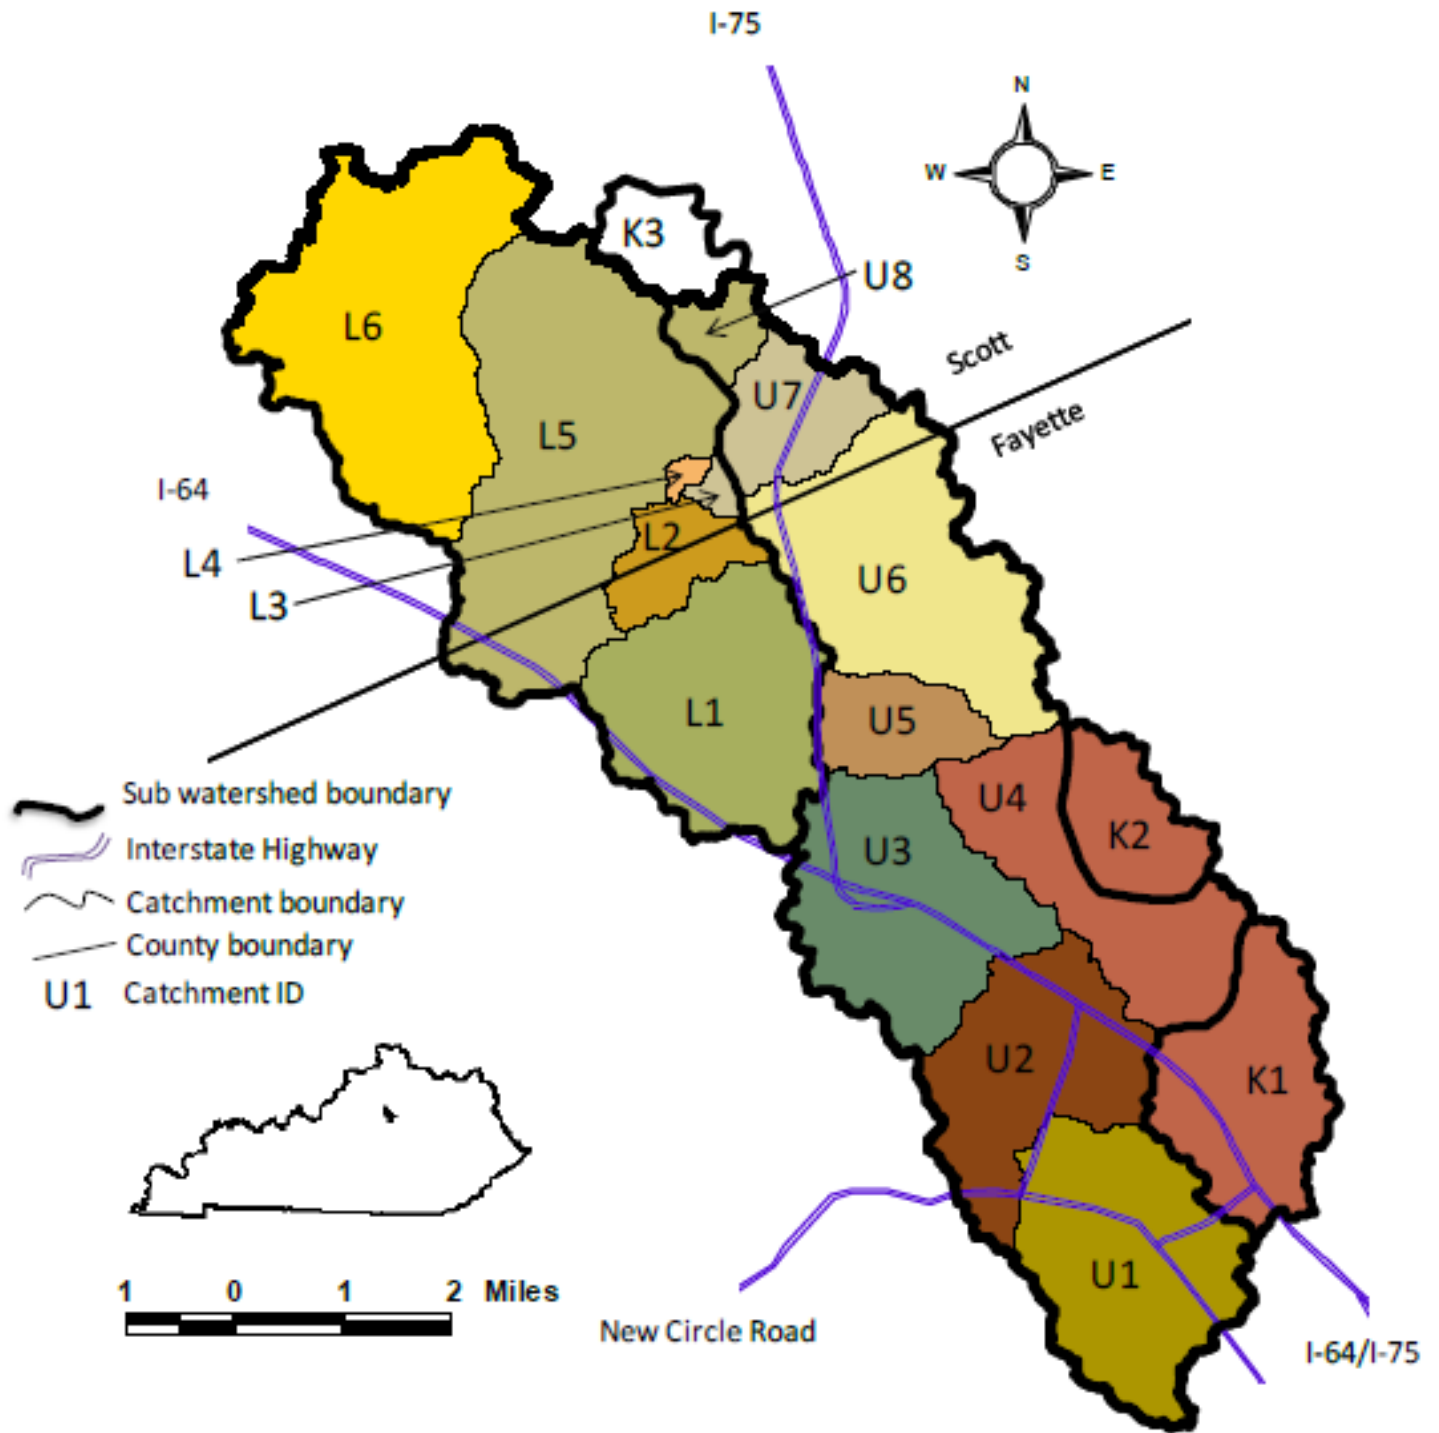 I-75
N
W E
S
K3
U8
L6
Scott
U7
Fayette
L5
I-64
L2
L4
U6
L3
L1
U5
Sub watershed boundary
U4
K2
Interstate Highway
U3
Catchment boundary
County boundary
U1 Catchment ID
U2
K1
U1
1 0 1 2 Miles
New Circle Road
I-64/I-75